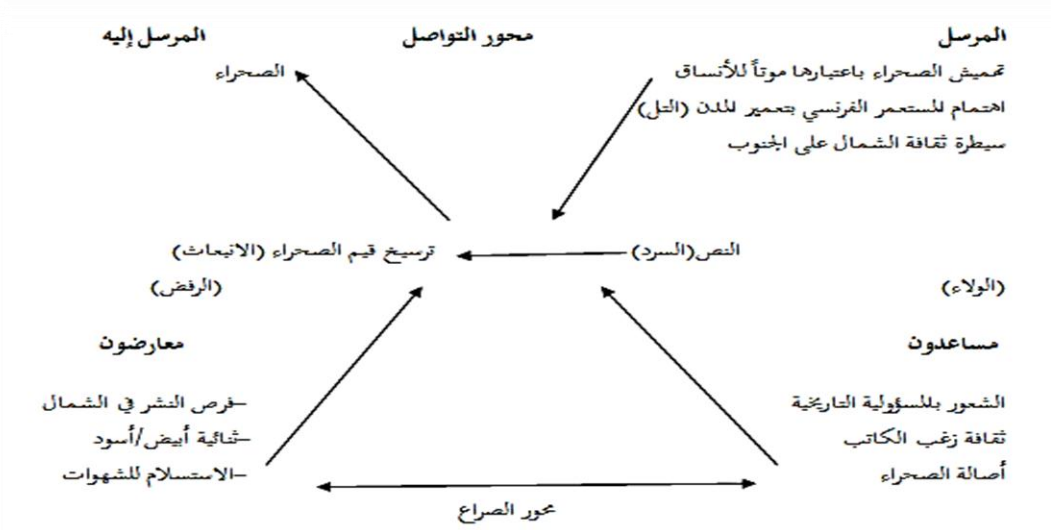 المرسل محور التواصل المرسل إليه
تهميش الصحراء باعتبارها موتاً للأنساق الصحراء
اهتمام المستعمر الفرنسي بتعمير المدن (التل)
سيطرة ثقافة الشمال على الجنوب
النص(السرد) ترسيخ قيم الصحراء (الانبعاث)
(الولاء) (الرفض)
مساعدون معارضون
الشعور بالمسؤولية التاريخية -فرص النشر في الشمال
ثقافة زغب الكاتب -ثنائية أبيض/أسود
أصالة الصحراء -الاستسلام للشهوات
محور الصراع